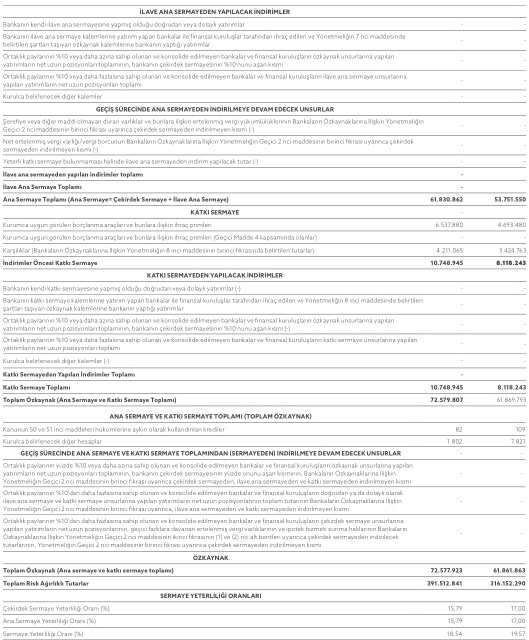 İLAVE ANA SERMAYEDEN YAPILACAK İNDİRİMLER
Bankanın kendi ilave ana sermayesine yapmış olduğu doğrudan veya dolaylı yatırımlar - -
Bankanın ilave ana sermaye kalemlerine yatırım yapan bankalar ile finansal kuruluşlar tarafından ihraç edilen ve Yönetmeliğin 7 nci maddesinde
belirtilen şartları taşıyan özkaynak kalemlerine bankanın yaptığı yatırımlar - -
Ortaklık paylarının %10 veya daha azına sahip olunan ve konsolide edilmeyen bankalar ve finansal kuruluşların özkaynak unsurlarına yapılan
yatırımların net uzun pozisyonları toplamının, bankanın çekirdek sermayesinin %10'nunu aşan kısmı - -
Ortaklık paylarının %10 veya daha fazlasına sahip olunan ve konsolide edilmeyen bankalar ve finansal kuruluşların ilave ana sermaye unsurlarına
yapılan yatırımların net uzun pozisyonları toplamı - -
Kurulca belirlenecek diğer kalemler - -
GEÇİŞ SÜRECİNDE ANA SERMAYEDEN İNDİRİLMEYE DEVAM EDECEK UNSURLAR
Şerefiye veya diğer maddi olmayan duran varlıklar ve bunlara ilişkin ertelenmiş vergi yükümlülüklerinin Bankaların Özkaynaklarına İlişkin Yönetmeliğin
Geçici 2 nci maddesinin birinci fıkrası uyarınca çekirdek sermayeden indirilmeyen kısmı (-) - -
Net ertelenmiş vergi varlığı/vergi borcunun Bankaların Özkaynaklarına İlişkin Yönetmeliğin Geçici 2 nci maddesinin birinci fıkrası uyarınca çekirdek
sermayeden indirilmeyen kısmı (-) - -
Yeterli katkı sermaye bulunmaması halinde ilave ana sermayeden indirim yapılacak tutar (-) - -
İlave ana sermayeden yapılan indirimler toplamı -
İlave Ana Sermaye Toplamı -
Ana Sermaye Toplamı (Ana Sermaye= Çekirdek Sermaye + İlave Ana Sermaye) 61.830.862 53.751.550
KATKI SERMAYE -
Kurumca uygun görülen borçlanma araçları ve bunlara ilişkin ihraç primleri 6.537.880 4.693.480
Kurumca uygun görülen borçlanma araçları ve bunlara ilişkin ihraç primleri (Geçici Madde 4 kapsamında olanlar) - -
Karşılıklar (Bankaların Özkaynaklarına İlişkin Yönetmeliğin 8 inci maddesinin birinci fıkrasında belirtilen tutarlar) 4.211.065 3.424.763
İndirimler Öncesi Katkı Sermaye 10.748.945 8.118.243
KATKI SERMAYEDEN YAPILACAK İNDİRİMLER
Bankanın kendi katkı sermayesine yapmış olduğu doğrudan veya dolaylı yatırımlar (-) - -
Bankanın katkı sermaye kalemlerine yatırım yapan bankalar ile finansal kuruluşlar tarafından ihraç edilen ve Yönetmeliğin 8 inci maddesinde belirtilen
şartları taşıyan özkaynak kalemlerine bankanın yaptığı yatırımlar - -
Ortaklık paylarının %10 veya daha azına sahip olunan ve konsolide edilmeyen bankalar ve finansal kuruluşların özkaynak unsurlarına yapılan
yatırımların net uzun pozisyonları toplamının, bankanın çekirdek sermayesinin %10'nunu aşan kısmı (-) - -
Ortaklık paylarının %10 veya daha fazlasına sahip olunan ve konsolide edilmeyen bankalar ve finansal kuruluşların katkı sermaye unsurlarına yapılan
yatırımların net uzun pozisyonları toplamı - -
Kurulca belirlenecek diğer kalemler (-) - -
Katkı Sermayeden Yapılan İndirimler Toplamı -
Katkı Sermaye Toplamı 10.748.945 8.118.243
Toplam Özkaynak (Ana Sermaye ve Katkı Sermaye Toplamı) 72.579.807 61.869.793
ANA SERMAYE VE KATKI SERMAYE TOPLAMI (TOPLAM ÖZKAYNAK)
Kanunun 50 ve 51 inci maddeleri hükümlerine aykırı olarak kullandırılan krediler 82 109
Kurulca belirlenecek diğer hesaplar 1.802 7.821
GEÇİŞ SÜRECİNDE ANA SERMAYE VE KATKI SERMAYE TOPLAMINDAN (SERMAYEDEN) İNDİRİLMEYE DEVAM EDECEK UNSURLAR - -
Ortaklık paylarının yüzde %10 veya daha azına sahip olunan ve konsolide edilmeyen bankalar ve finansal kuruluşların özkaynak unsurlarına yapılan
yatırımların net uzun pozisyonları toplamının, bankanın çekirdek sermayesinin yüzde onunu aşan kısmının, Bankaların Özkaynaklarına İlişkin
Yönetmeliğin Geçici 2 nci maddesinin birinci fıkrası uyarınca çekirdek sermayeden, ilave ana sermayeden ve katkı sermayeden indirilmeyen kısmı - -
Ortaklık paylarının %10'dan daha fazlasına sahip olunan ve konsolide edilmeyen bankalar ve finansal kuruluşların doğrudan ya da dolaylı olarak
ilave ana sermaye ve katkı sermaye unsurlarına yapılan yatırımların net uzun pozisyonlarının toplam tutarının Bankaların Özkaynaklarına İlişkin
Yönetmeliğin Geçici 2 nci maddesinin birinci fıkrası uyarınca, ilave ana sermayeden ve katkı sermayeden indirilmeyen kısmı - -
Ortaklık paylarının %10'dan daha fazlasına sahip olunan ve konsolide edilmeyen bankalar ve finansal kuruluşların çekirdek sermaye unsurlarına
yapılan yatırımların net uzun pozisyonlarının, geçici farklara dayanan ertelenmiş vergi varlıklarının ve ipotek hizmeti sunma haklarının Bankaların
Özkaynaklarına İlişkin Yönetmeliğin Geçici 2 nci maddesinin ikinci fıkrasının (1) ve (2) nci alt bentleri uyarınca çekirdek sermayeden indirilecek
tutarlarının, Yönetmeliğin Geçici 2 nci maddesinin birinci fıkrası uyarınca çekirdek sermayeden indirilmeyen kısmı - -
ÖZKAYNAK
Toplam Özkaynak (Ana sermaye ve katkı sermaye toplamı) 72.577.923 61.861.863
Toplam Risk Ağırlıklı Tutarlar 391.512.841 316.152.290
SERMAYE YETERLİLİĞİ ORANLARI
Çekirdek Sermaye Yeterliliği Oranı (%) 15,79 17,00
Ana Sermaye Yeterliliği Oranı (%) 15,79 17,00
Sermaye Yeterliliği Oranı (%) 18,54 19,57